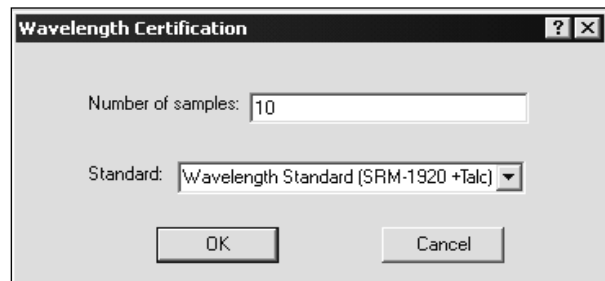 Wavelength Certification
Number of samples: 10
Standard: Wavelength Standard (SRM-1920 +Talc)
OK Cancel